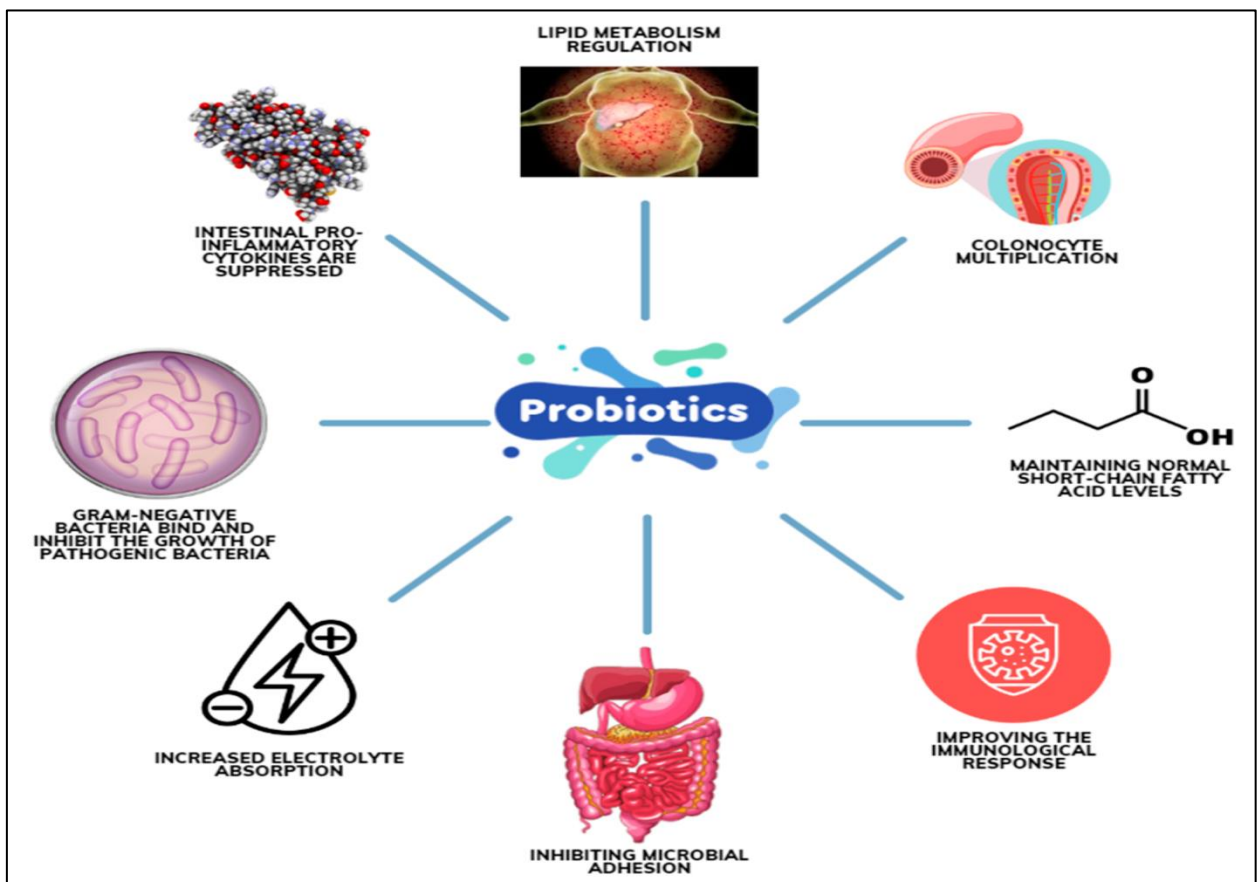 LIPID METABOLISM
REGULATION
INTESTINAL PRO-
INFLAMMATORY
CYTOKINES ARE
SUPPRESSED
COLONOCYTE
MULTIPLICATION
Probiotics
O
OH
MAINTAINING NORMAL
SHORT-CHAIN FATTY
ACID LEVELS
GRAM-NEGATIVE
BACTERIA BIND AND
INHIBIT THE GROWTH OF
PATHOGENIC BACTERIA
INCREASED ELECTROLYTE
ABSORPTION
IMPROVING THE
IMMUNOLOGICAL
RESPONSE
INHIBITING MICROBIAL
ADHESION